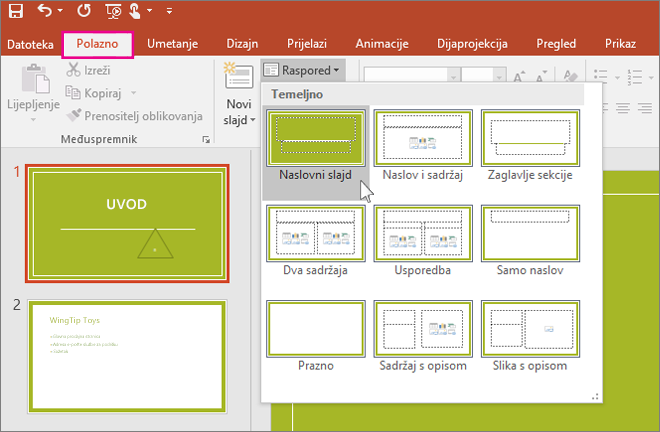 Datoteka Polazno Umetanje Dizajn Prijelazi Animacije Dijaprojekcija Pregled Prikaz
Lijepljenje
Izreži
Kopiraj
Prenositelj oblikovanja
Međuspremnik
Novi
slajd
Raspored
Temeljno
Naslovni slajd Naslov i sadržaj Zaglavlje sekcije
Dva sadržaja Usporedba Samo naslov
Prazno Sadržaj s opisom Slika s opisom
1
UVOD
2
WingTip Toys